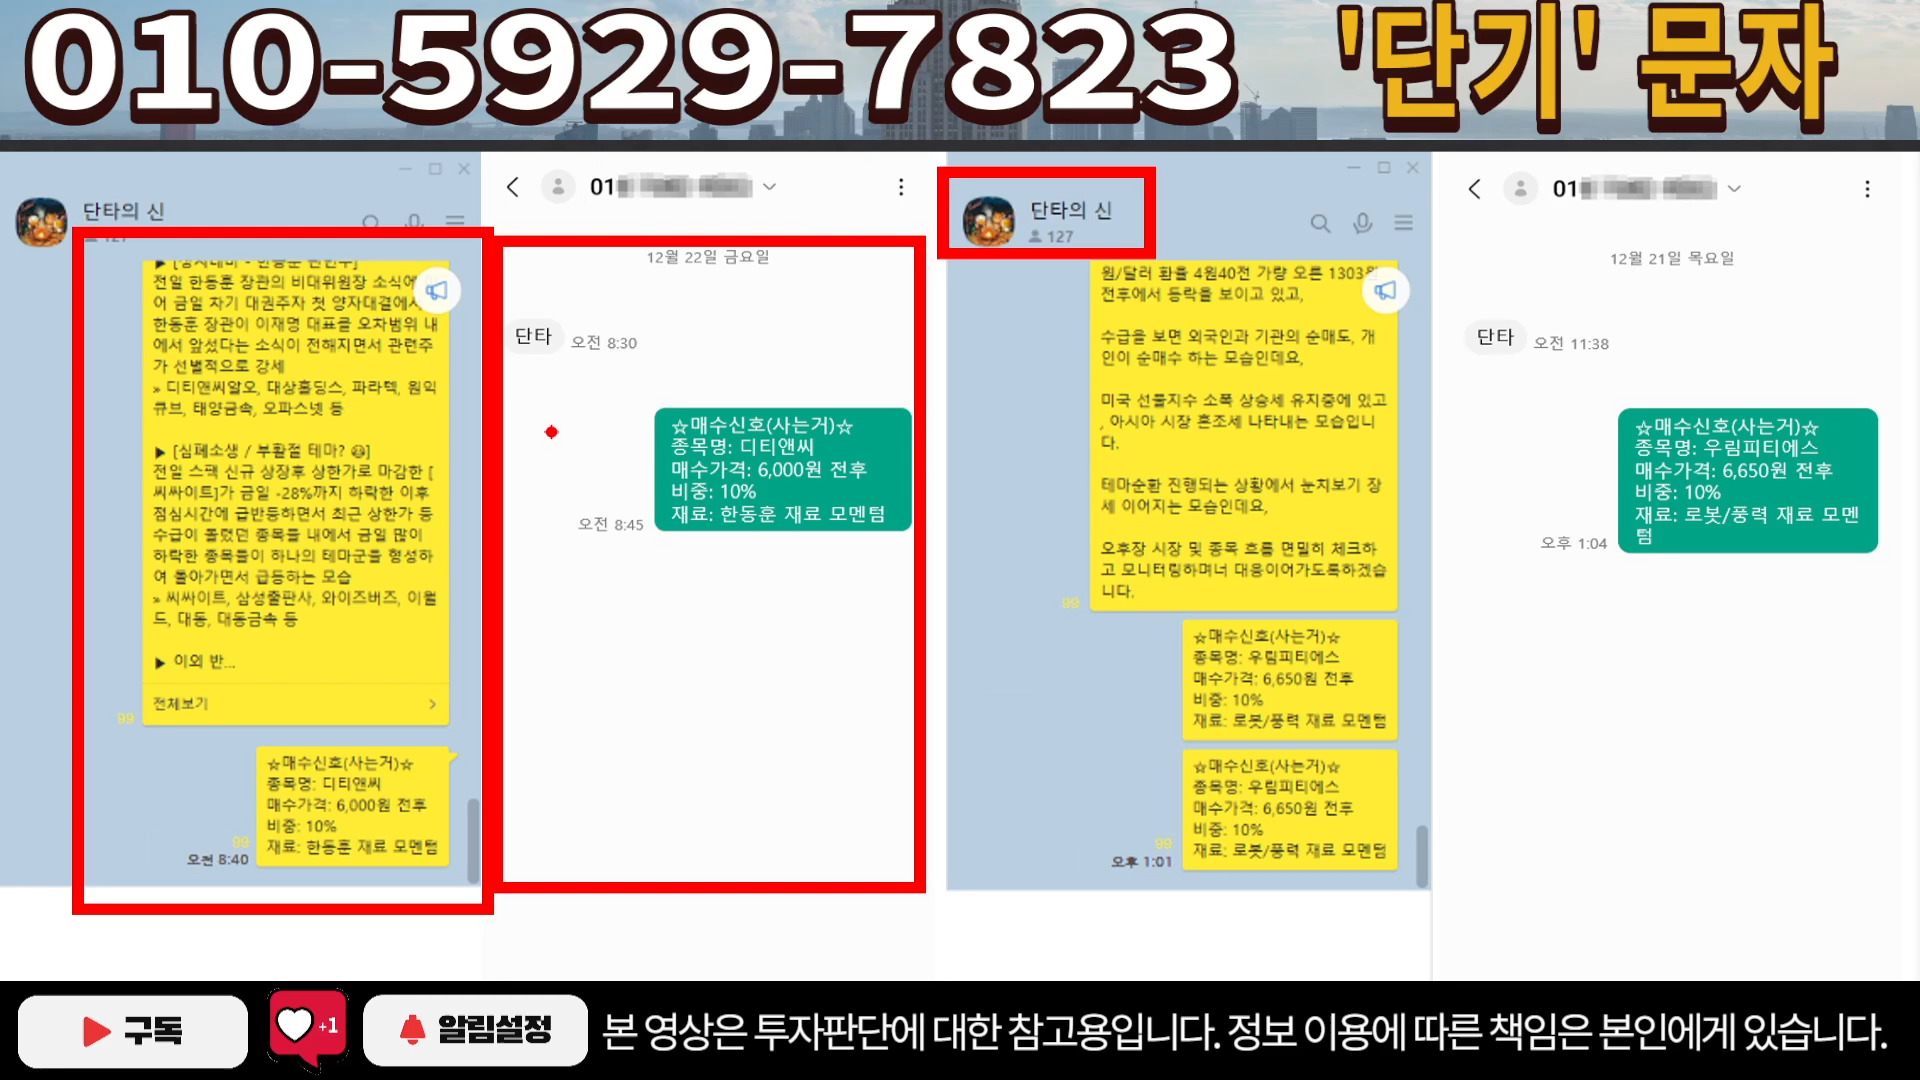 010-5929-7823 '단기' 문자
단타의 신
127
전일 한동훈 장관의 비대위원장 소식에
어 금일 차기 대권주자 첫 양자대결에서
한동훈 장관이 이재명 대표를 오차범위 내
에서 앞섰다는 소식이 전해지면서 관련주
가 선별적으로 강세
» 디티앤씨알오, 대상홀딩스, 파라텍, 원익
큐브, 태양금속, 오파스넷 등
▶ [심폐소생 / 부활절 테마? 😂]
전일 스팩 신규 상장후 상한가로 마감한 [
씨싸이트]가 금일 -28%까지 하락한 이후
점심시간에 급반등하면서 최근 상한가 등
수급이 몰렸던 종목들 내에서 금일 많이
하락한 종목들이 하나의 테마군을 형성하
여 돌아가면서 급등하는 모습
» 씨싸이트, 삼성출판사, 와이즈버즈, 이월
드, 대동, 대동금속 등
▶ 이외 반...
전체보기
99
☆매수신호(사는거)☆
종목명: 디티앤씨
매수가격: 6,000원 전후
비중: 10%
재료: 한동훈 재료 모멘텀
99
오전 8:40
01
12월 22일 금요일
단타
오전 8:30
☆매수신호(사는거)☆
종목명: 디티앤씨
매수가격: 6,000원 전후
비중: 10%
재료: 한동훈 재료 모멘텀
오전 8:45
단타의 신
127
원/달러 환율 4원40전 가량 오른 1303원
전후에서 등락을 보이고 있고,
수급을 보면 외국인과 기관의 순매도, 개
인이 순매수 하는 모습인데요,
미국 선물지수 소폭 상승세 유지중에 있고
, 아시아 시장 혼조세 나타내는 모습입니
다.
테마순환 진행되는 상황에서 눈치보기 장
세 이어지는 모습인데요,
오후장 시장 및 종목 흐름 면밀히 체크하
고 모니터링하며너 대응이어가도록하겠습
니다.
99
☆매수신호(사는거)☆
종목명: 우림피티에스
매수가격: 6,650원 전후
비중: 10%
재료: 로봇/풍력 재료 모멘텀
☆매수신호(사는거)☆
종목명: 우림피티에스
매수가격: 6,650원 전후
비중: 10%
재료: 로봇/풍력 재료 모멘텀
99
오후 1:01
01
12월 21일 목요일
단타
오전 11:38
☆매수신호(사는거)☆
종목명: 우림피티에스
매수가격: 6,650원 전후
비중: 10%
재료: 로봇/풍력 재료 모멘
텀
오후 1:04
구독
+1
알림설정
본 영상은 투자판단에 대한 참고용입니다. 정보 이용에 따른 책임은 본인에게 있습니다.